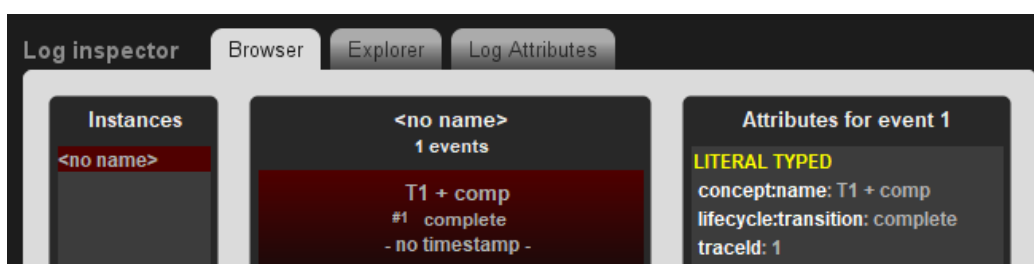 Log inspector Browser Explorer Log Attributes
Instances
<no name>
<no name>
1 events
T1 + comp
#1 complete
- no timestamp -
Attributes for event 1
LITERAL TYPED
concept:name: T1 + comp
lifecycle:transition: complete
traceId: 1